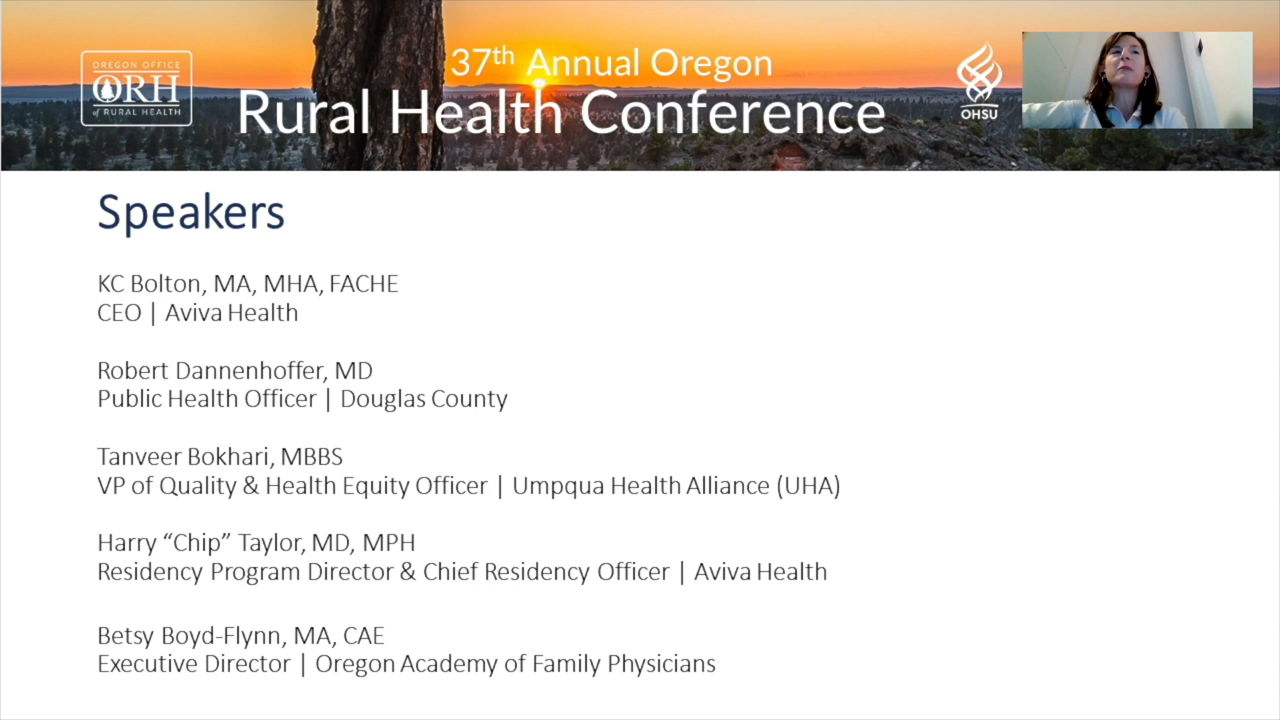 OREGON OFFICE
ORH
of RURAL HEALTH
37th Annual Oregon
Rural Health Conference
OHSU
Speakers
KC Bolton, MA, MHA, FACHE
CEO | Aviva Health
Robert Dannenhoffer, MD
Public Health Officer | Douglas County
Tanveer Bokhari, MBBS
VP of Quality & Health Equity Officer | Umpqua Health Alliance (UHA)
Harry “Chip” Taylor, MD, MPH
Residency Program Director & Chief Residency Officer | Aviva Health
Betsy Boyd-Flynn, MA, CAE
Executive Director | Oregon Academy of Family Physicians